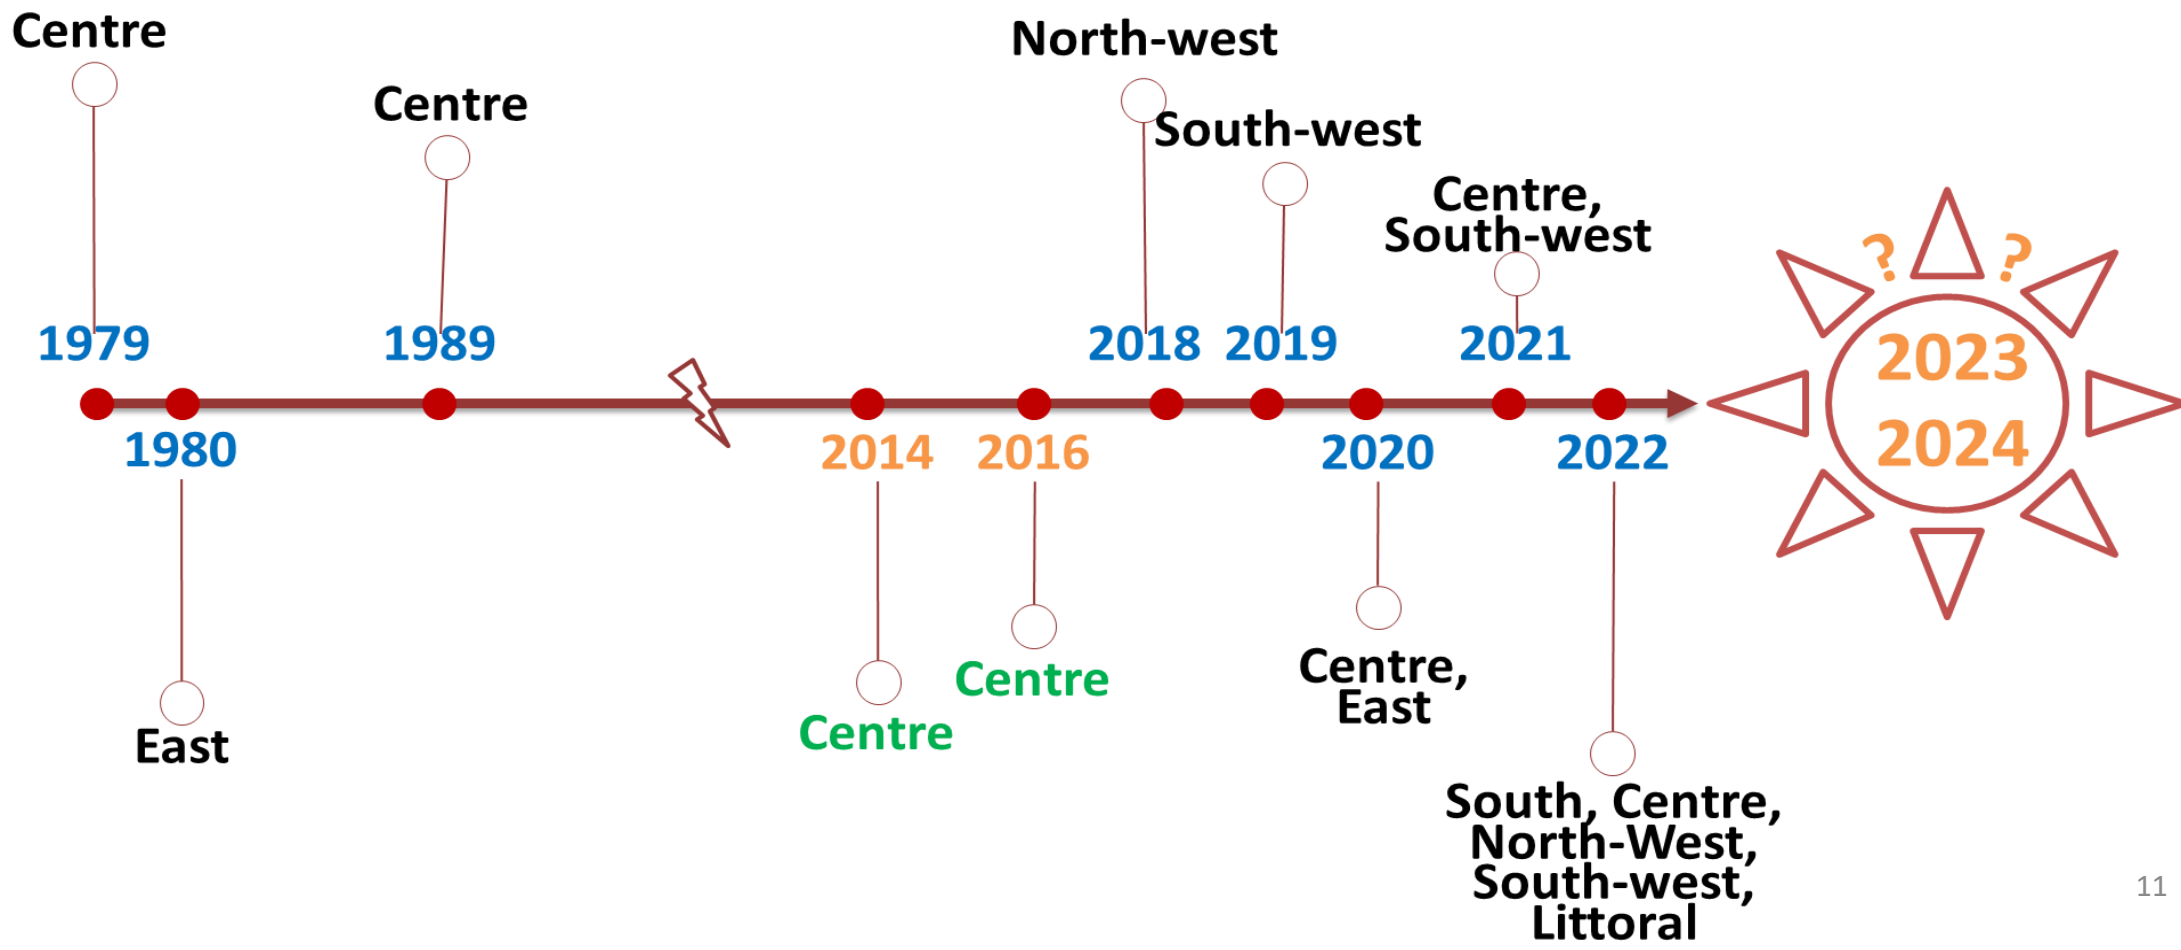 Centre
Centre
North-west
South-west
Centre,
South-west
1979
1989
2018
2019
2021
1980
2014
2016
2020
2022
East
Centre
Centre
Centre,
East
South, Centre,
North-West,
South-west,
Littoral
? ?
2023
2024
11